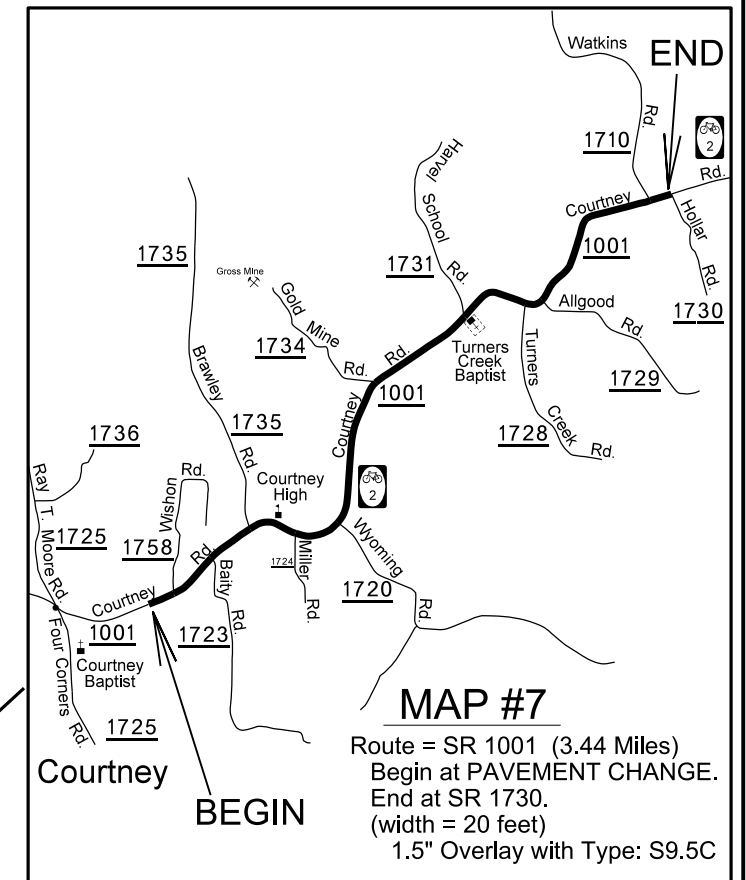 Watkins
Rd.
END
1710
2
Rd.
Courtney
Hollar
Rd.
1001
1730
Harvel
School
Rd.
1731
1735
Gross Mine
Gold
Mine
Rd.
1734
Rd.
Courtney
1001
Turners
Creek
Baptist
Allgood
Rd.
1729
Turners
Creek
Rd.
1728
Brawley
1735
Rd.
1736
Ray
T.
Moore
Rd.
1725
Wishon
Rd.
1758
Courtney
High
2
Miller
Rd.
1724
Wyoming
Rd.
1720
Courtney
Rd.
Baity
Rd.
1723
1001
Courtney
Baptist
Four Corners
Rd.
1725
Courtney
BEGIN
MAP #7
Route = SR 1001 (3.44 Miles)
Begin at PAVEMENT CHANGE.
End at SR 1730.
(width = 20 feet)
1.5" Overlay with Type: S9.5C